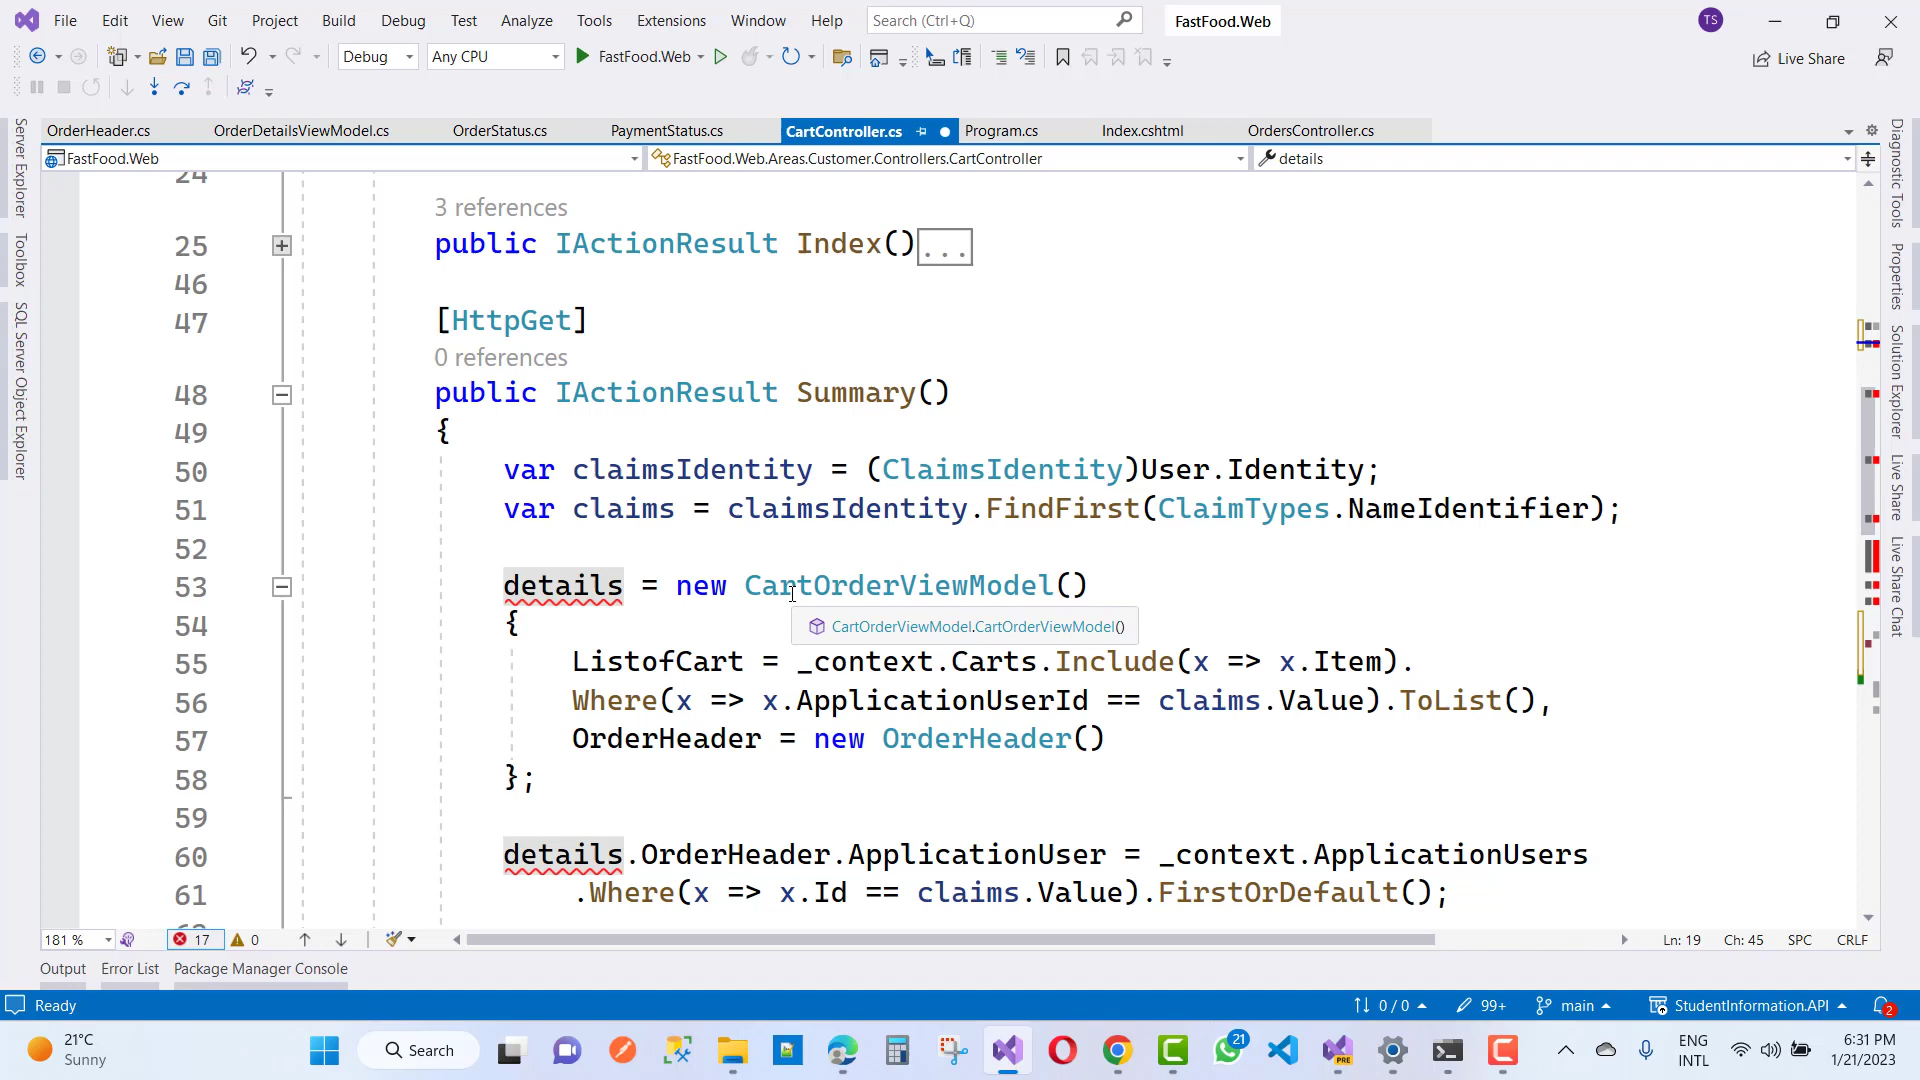 File Edit View Git Project Build Debug Test Analyze Tools Extensions Window Help Search (Ctrl+Q) FastFood.Web TS
Debug Any CPU FastFood.Web Live Share
OrderHeader.cs OrderDetailsViewModel.cs OrderStatus.cs PaymentStatus.cs CartController.cs Program.cs Index.cshtml OrdersController.cs
FastFood.Web FastFood.Web.Areas.Customer.Controllers.CartController details
Server Explorer
Toolbox
SQL Server Object Explorer
24
3 references
25 public IActionResult Index()...
46
47 [HttpGet]
0 references
48 public IActionResult Summary()
49 {
50 var claimsIdentity = (ClaimsIdentity)User.Identity;
51 var claims = claimsIdentity.FindFirst(ClaimTypes.NameIdentifier);
52
53 details = new CartOrderViewModel()
54 {
CartOrderViewModel.CartOrderViewModel()
55 ListofCart = _context.Carts.Include(x => x.Item).
56 Where(x => x.ApplicationUserId == claims.Value).ToList(),
57 OrderHeader = new OrderHeader()
58 };
59
60 details.OrderHeader.ApplicationUser = _context.ApplicationUsers
61 .Where(x => x.Id == claims.Value).FirstOrDefault();
Diagnostic Tools
Properties
Solution Explorer
Live Share
Live Share Chat
181 % 17 0 Ln: 19 Ch: 45 SPC CRLF
Output Error List Package Manager Console
Ready 0 / 0 99+ main StudentInformation.API 2
21°C
Sunny
Search
21
PRE
ENG
INTL
6:31 PM
1/21/2023